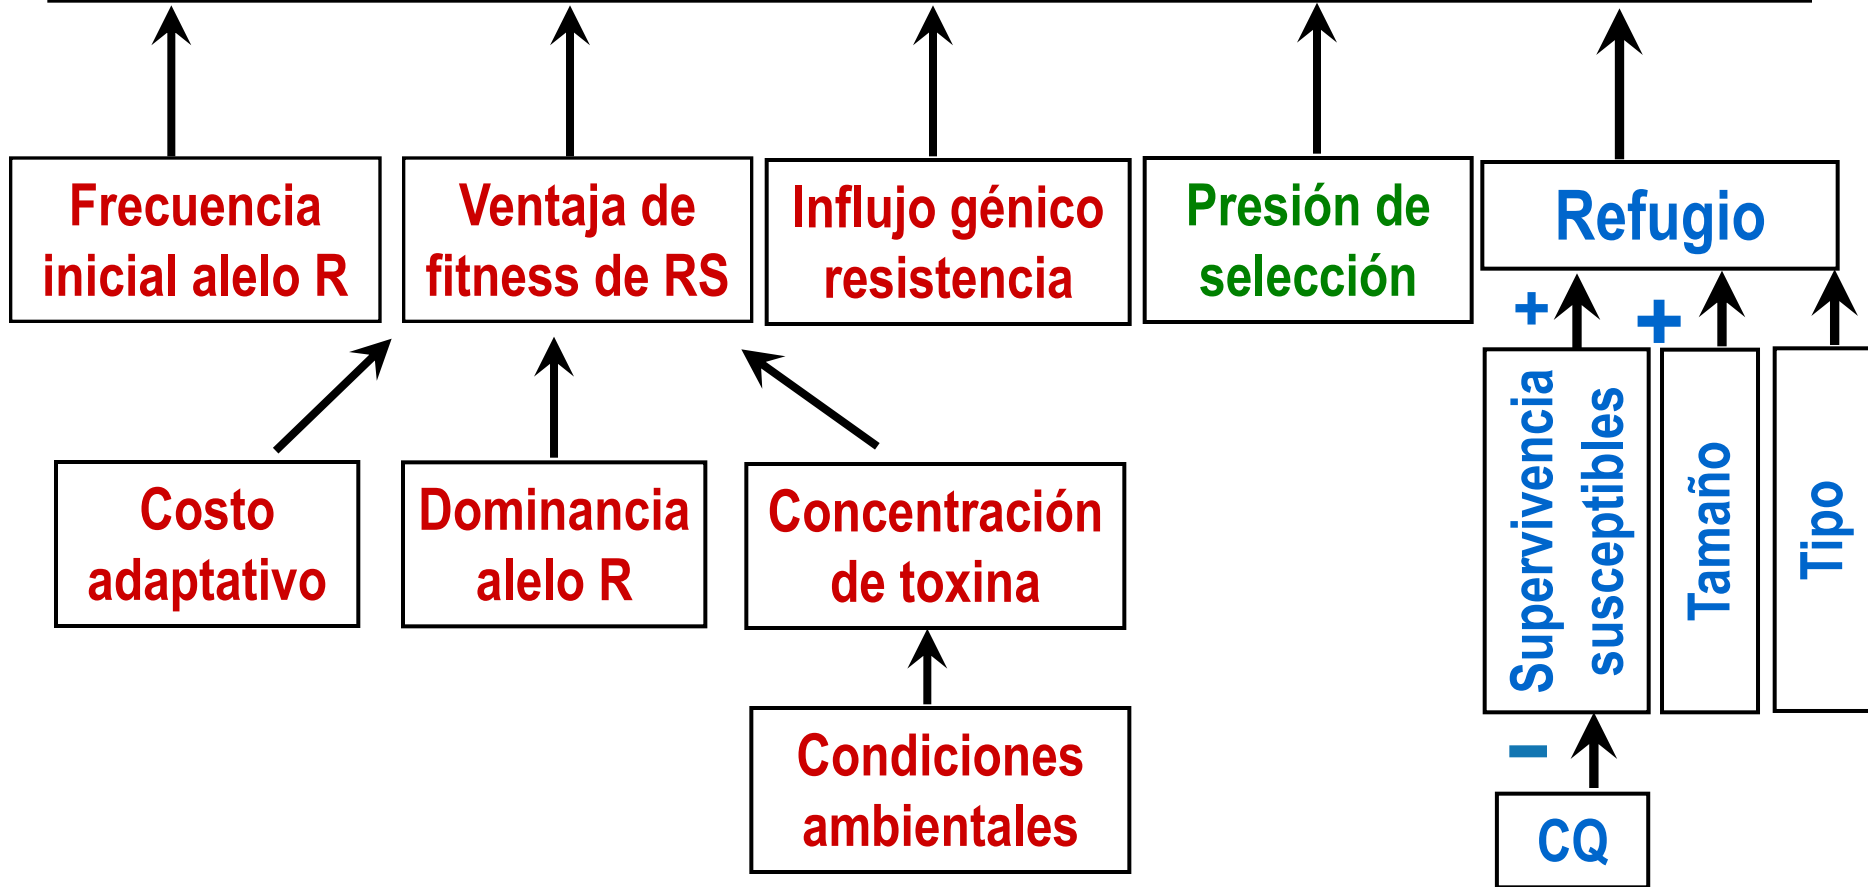 Frecuencia
inicial alelo R
Ventaja de
fitness de RS
Influjo génico
resistencia
Presión de
selección
Refugio
+
+
Costo
adaptativo
Dominancia
alelo R
Concentración
de toxina
Supervivencia
susceptibles
Tamaño
Tipo
Condiciones
ambientales
-
CQ